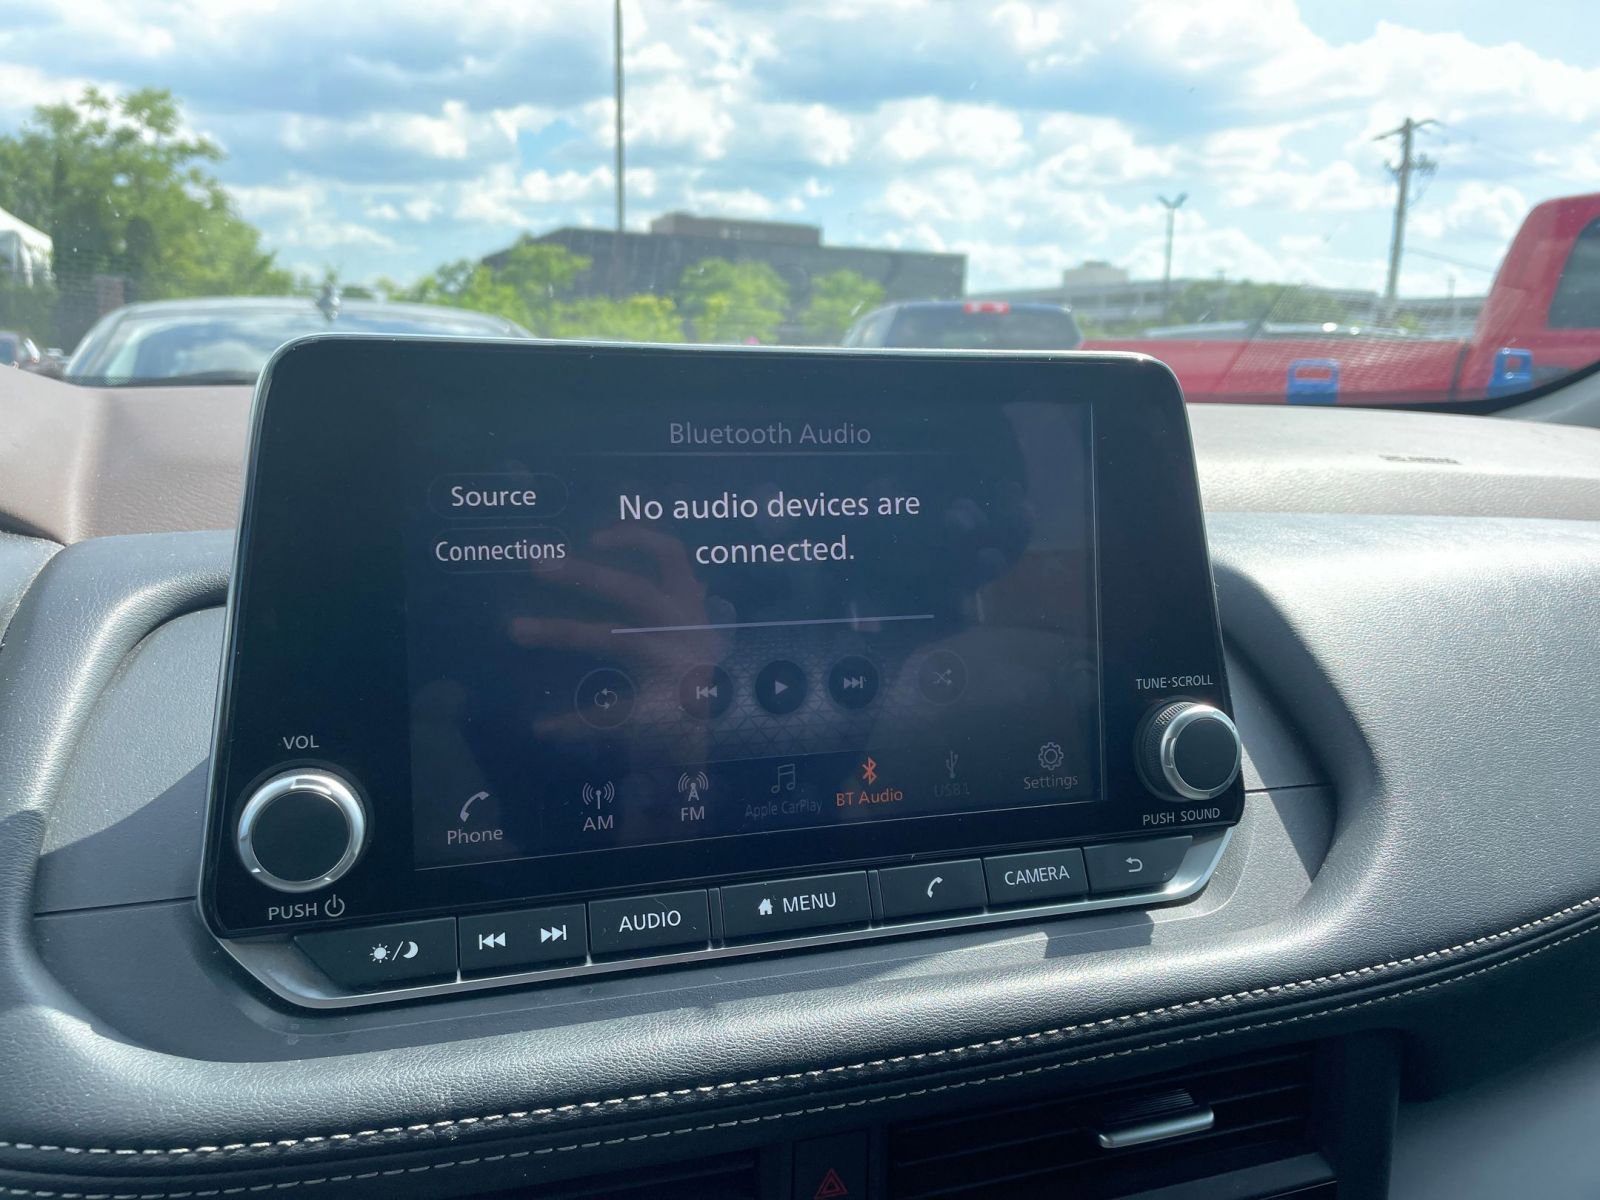 Bluetooth Audio
Source
No audio devices are
connected.
Connections
TUNE·SCROLL
VOL
PUSH SOUND
Phone
AM
FM
Apple CarPlay
BT Audio
USB1
Settings
PUSH
AUDIO
MENU
CAMERA